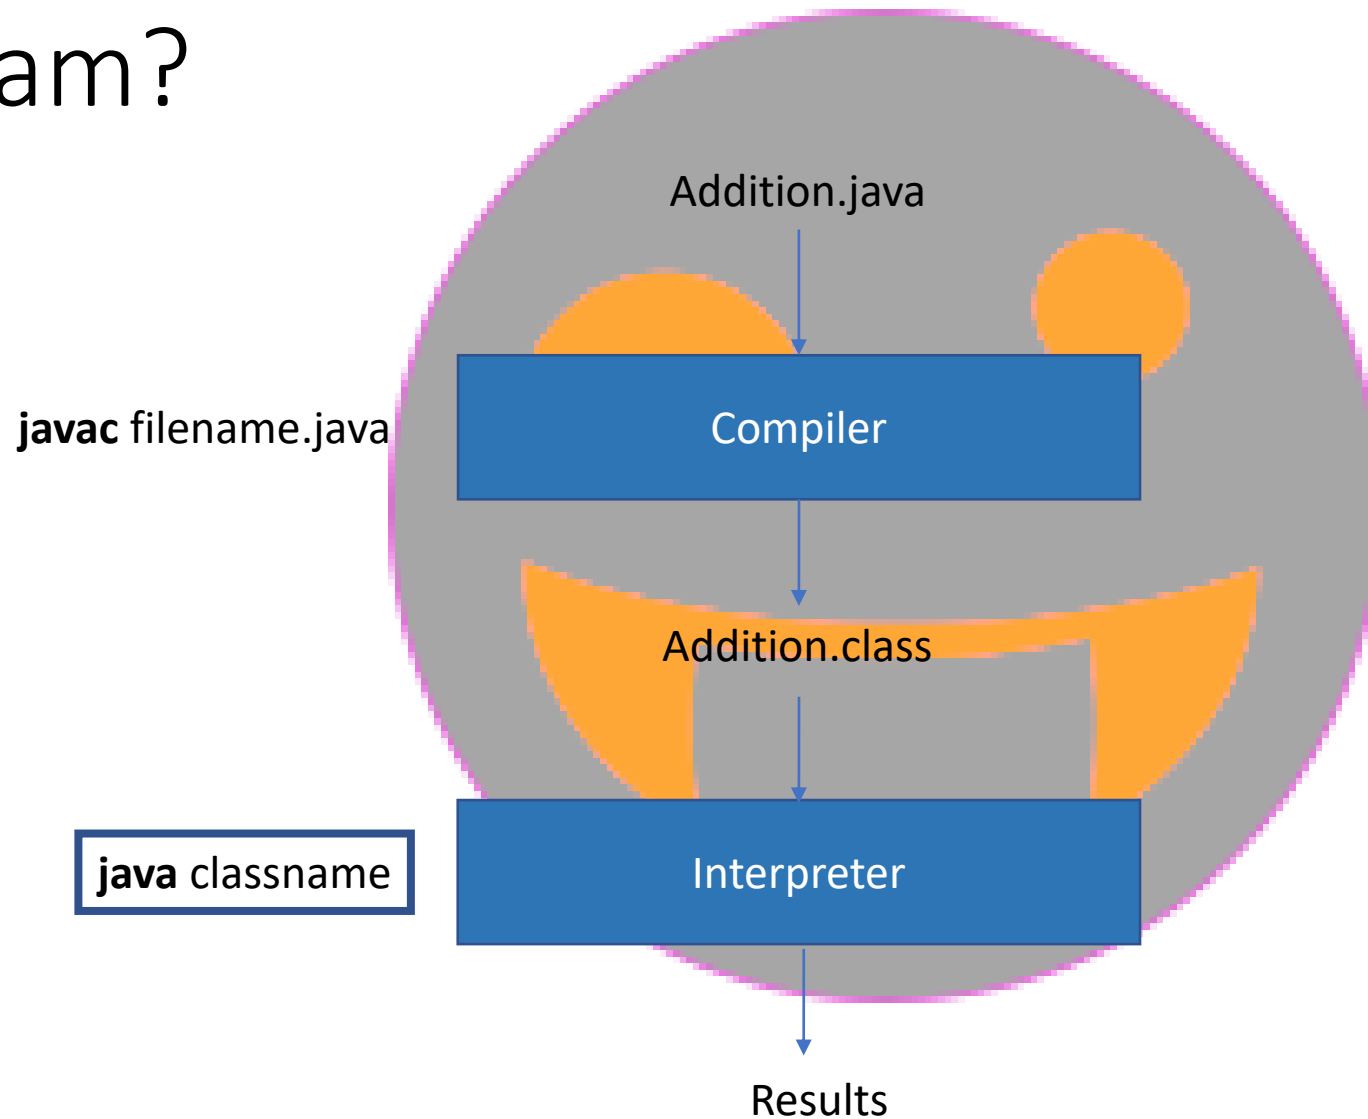 am?
Addition.java
javac filename.java
Compiler
Addition.class
java classname
Interpreter
Results